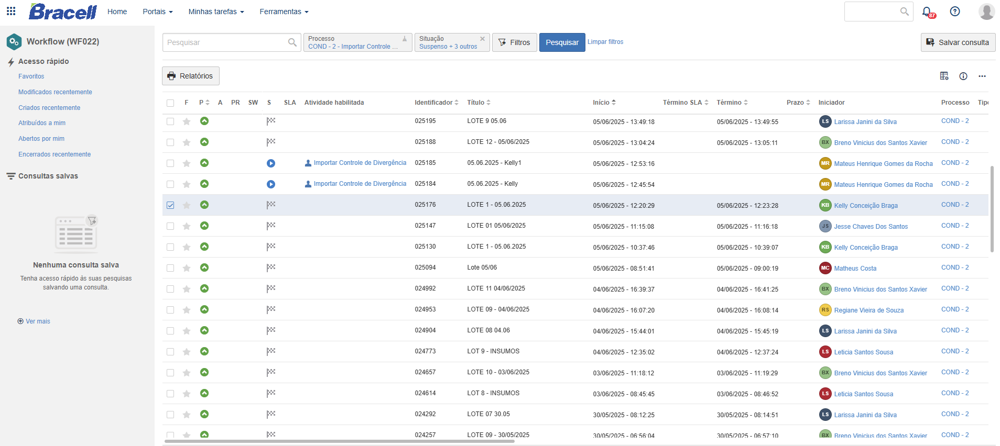 Bracell Home Portais Minhas tarefas Ferramentas 87
Workflow (WF022)
Acesso rápido
Favoritos
Modificados recentemente
Criados recentemente
Atribuídos a mim
Abertos por mim
Encerrados recentemente
Consultas salvas
Nenhuma consulta salva
Tenha acesso rápido às suas pesquisas
salvando uma consulta.
Ver mais
Pesquisar
Processo
COND - 2 - Importar Controle ...
Situação
Suspenso + 3 outros
Filtros
Pesquisar
Limpar filtros
Salvar consulta
Relatórios
F P A PR SW S SLA Atividade habilitada Identificador Título Início Término SLA Término Prazo Iniciador Processo Tipo
025195 LOTE 9 05.06 05/06/2025 - 13:49:18 05/06/2025 - 13:49:55 LS Larissa Janini da Silva COND - 2
025188 LOTE 12 - 05/06/2025 05/06/2025 - 13:04:24 05/06/2025 - 13:05:11 BX Breno Vinicius dos Santos Xavier COND - 2
Importar Controle de Divergência 025185 05.06.2025 - Kelly1 05/06/2025 - 12:53:16 MR Mateus Henrique Gomes da Rocha COND - 2
Importar Controle de Divergência 025184 05.06.2025 - Kelly 05/06/2025 - 12:45:54 MR Mateus Henrique Gomes da Rocha COND - 2
025176 LOTE 1 - 05.06.2025 05/06/2025 - 12:20:29 05/06/2025 - 12:23:28 KB Kelly Conceição Braga COND - 2
025147 LOTE 01 05/06/2025 05/06/2025 - 11:15:08 05/06/2025 - 11:16:18 JS Jesse Chaves Dos Santos COND - 2
025130 LOTE 1 - 05.06.2025 05/06/2025 - 10:37:46 05/06/2025 - 10:39:07 KB Kelly Conceição Braga COND - 2
025094 Lote 05/06 05/06/2025 - 08:51:41 05/06/2025 - 09:00:19 MC Matheus Costa COND - 2
024992 LOTE 11 04/06/2025 04/06/2025 - 16:39:37 04/06/2025 - 16:41:25 BX Breno Vinicius dos Santos Xavier COND - 2
024953 LOTE 09 - 04/06/2025 04/06/2025 - 16:07:20 04/06/2025 - 16:08:14 RS Regiane Vieira de Souza COND - 2
024904 LOTE 08 04.06 04/06/2025 - 15:44:01 04/06/2025 - 15:45:19 LS Larissa Janini da Silva COND - 2
024773 LOT 9 - INSUMOS 04/06/2025 - 12:35:02 04/06/2025 - 12:37:24 LS Leticia Santos Sousa COND - 2
024657 LOTE 10 - 03/06/2025 03/06/2025 - 11:18:12 03/06/2025 - 11:19:29 BX Breno Vinicius dos Santos Xavier COND - 2
024614 LOT 8 - INSUMOS 03/06/2025 - 08:45:45 03/06/2025 - 08:46:52 LS Leticia Santos Sousa COND - 2
024292 LOTE 07 30.05 30/05/2025 - 08:12:25 30/05/2025 - 08:14:51 LS Larissa Janini da Silva COND - 2
024257 LOTE 09 - 30/05/2025 30/05/2025 - 06:56:04 30/05/2025 - 06:57:10 BX Breno Vinicius dos Santos Xavier COND - 2